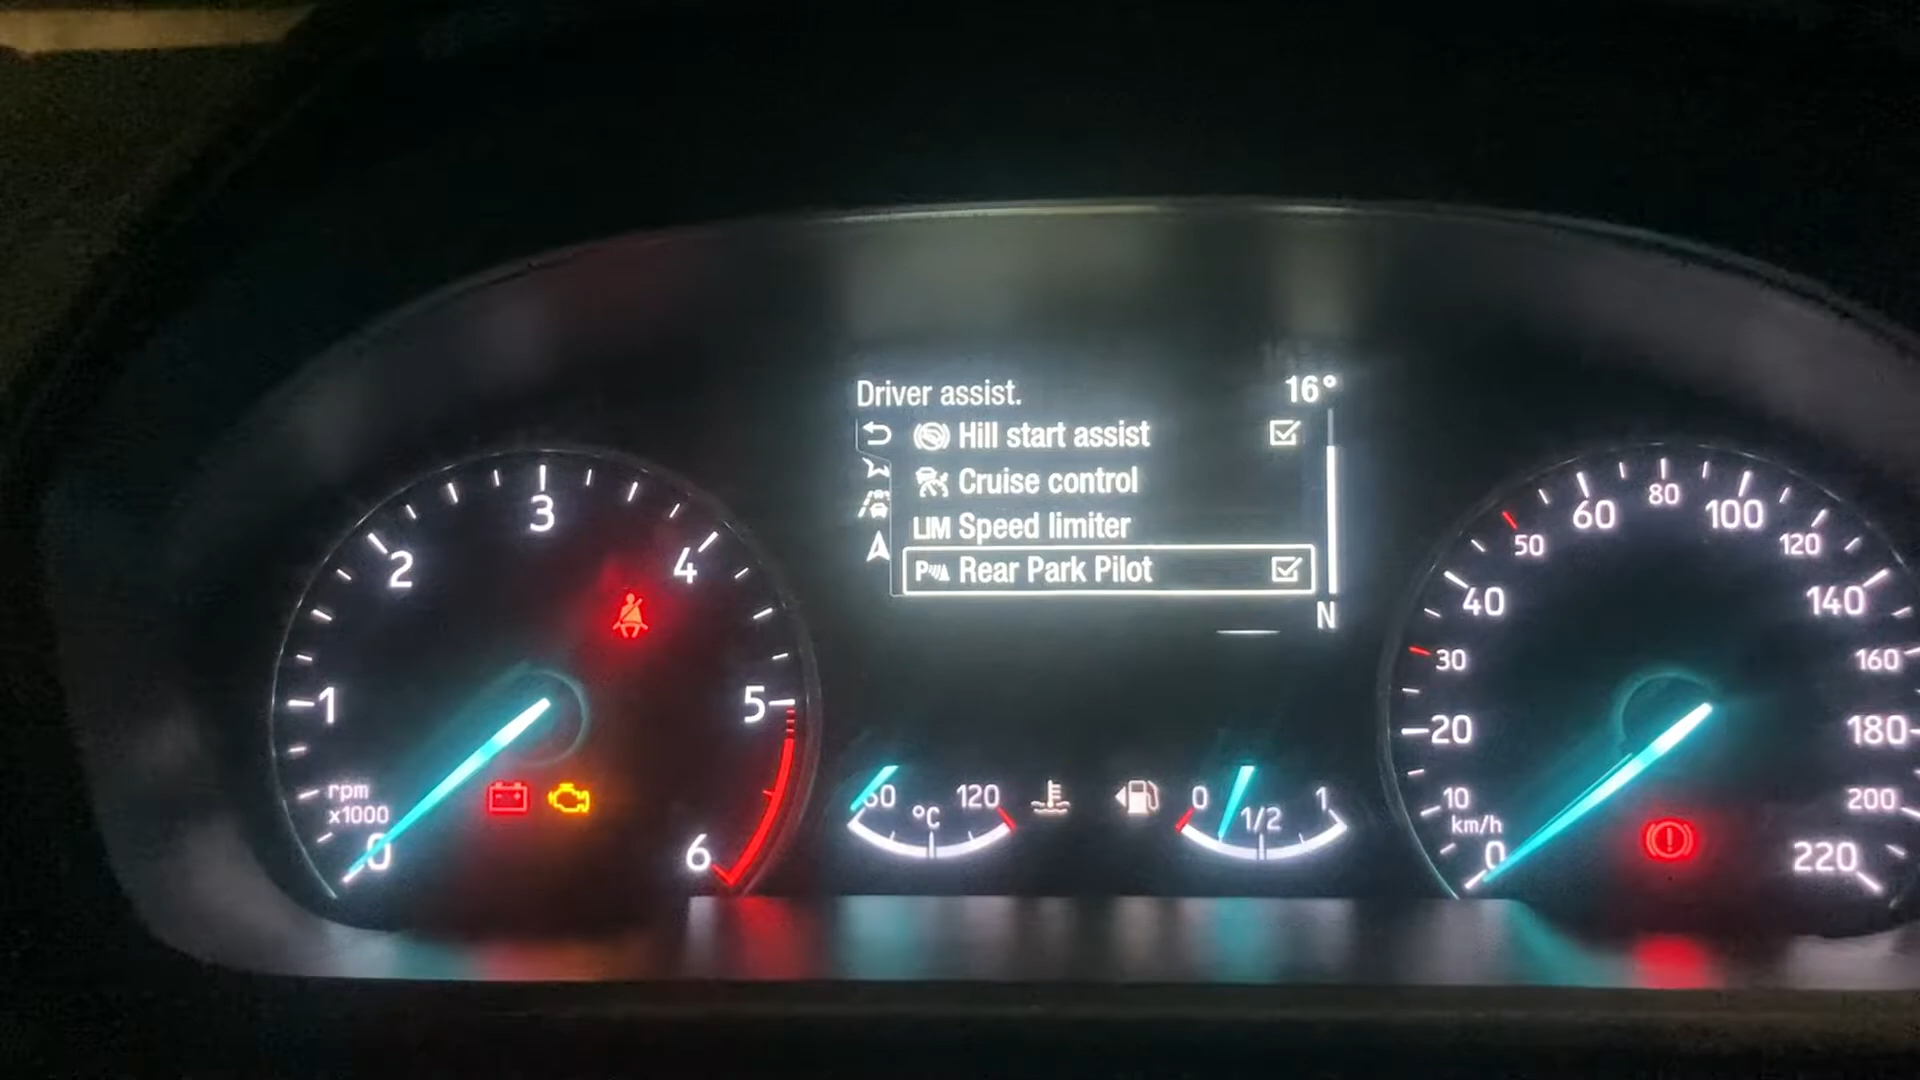 Driver assist. 16°
Hill start assist
Cruise control
LIM Speed limiter
P Rear Park Pilot
N
0 1 2 3 4 5 6
rpm
x1000
120
°C
0 1/2 1
0 10 20 30 40 50 60 80 100 120 140 160 180 200 220
km/h